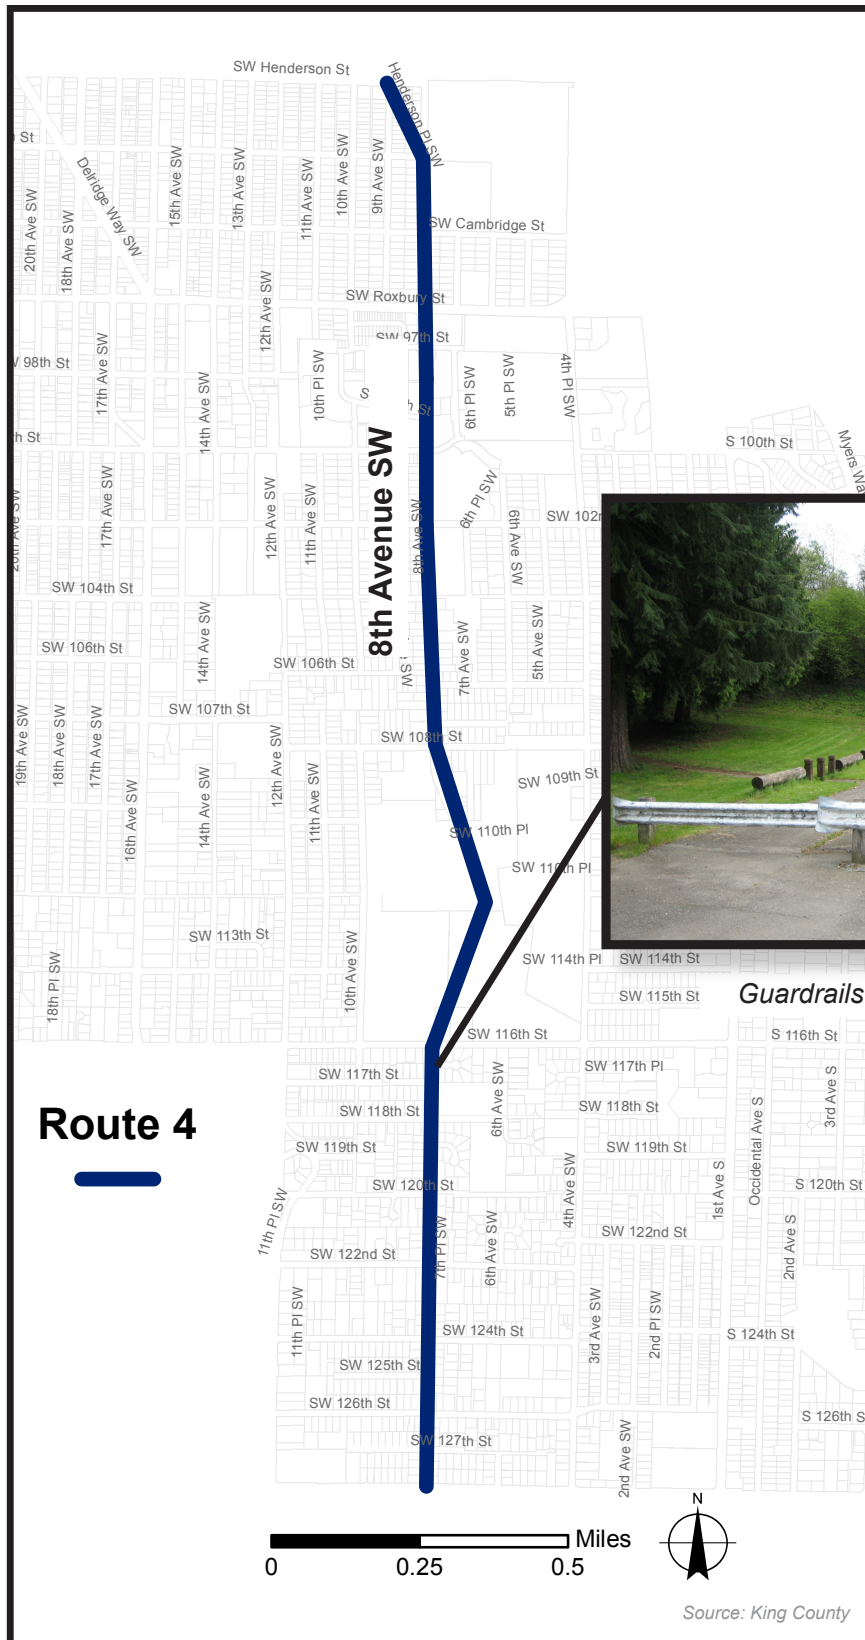 SW Henderson St
Henderson Pl SW
St
Delridge Way SW
20th Ave SW
18th Ave SW
15th Ave SW
13th Ave SW
11th Ave SW
10th Ave SW
9th Ave SW
SW Cambridge St
SW Roxbury St
12th Ave SW
SW 97th St
98th St
17th Ave SW
14th Ave SW
10th Pl SW
6th Pl SW
5th Pl SW
4th Pl SW
S 100th St
8th Avenue SW
17th Ave SW
12th Ave SW
11th Ave SW
8th Ave SW
6th Pl SW
6th Ave SW
SW 104th St
SW 106th St
14th Ave SW
SW 106th St
SW
7th Ave SW
5th Ave SW
SW 107th St
SW 108th St
19th Ave SW
18th Ave SW
17th Ave SW
16th Ave SW
14th Ave SW
12th Ave SW
11th Ave SW
SW 109th St
SW 110th Pl
SW 110th Pl
SW 113th St
18th Pl SW
10th Ave SW
SW 114th Pl
SW 114th St
SW 115th St
Guardrails
SW 116th St
S 116th St
SW 117th St
SW 117th Pl
6th Ave SW
3rd Ave SW
SW 118th St
SW 118th St
Route 4
SW 119th St
SW 119th St
Occidental Ave S
SW 120th St
S 120th St
11th Pl SW
4th Ave SW
1st Ave S
7th Pl SW
6th Ave SW
SW 122nd St
SW 122nd St
2nd Ave S
11th Pl SW
SW 124th St
3rd Ave SW
2nd Pl SW
S 124th St
SW 125th St
SW 126th St
S 126th S
SW 127th St
2nd Ave SW
Miles
0
0.25
0.5
N
Source: King County